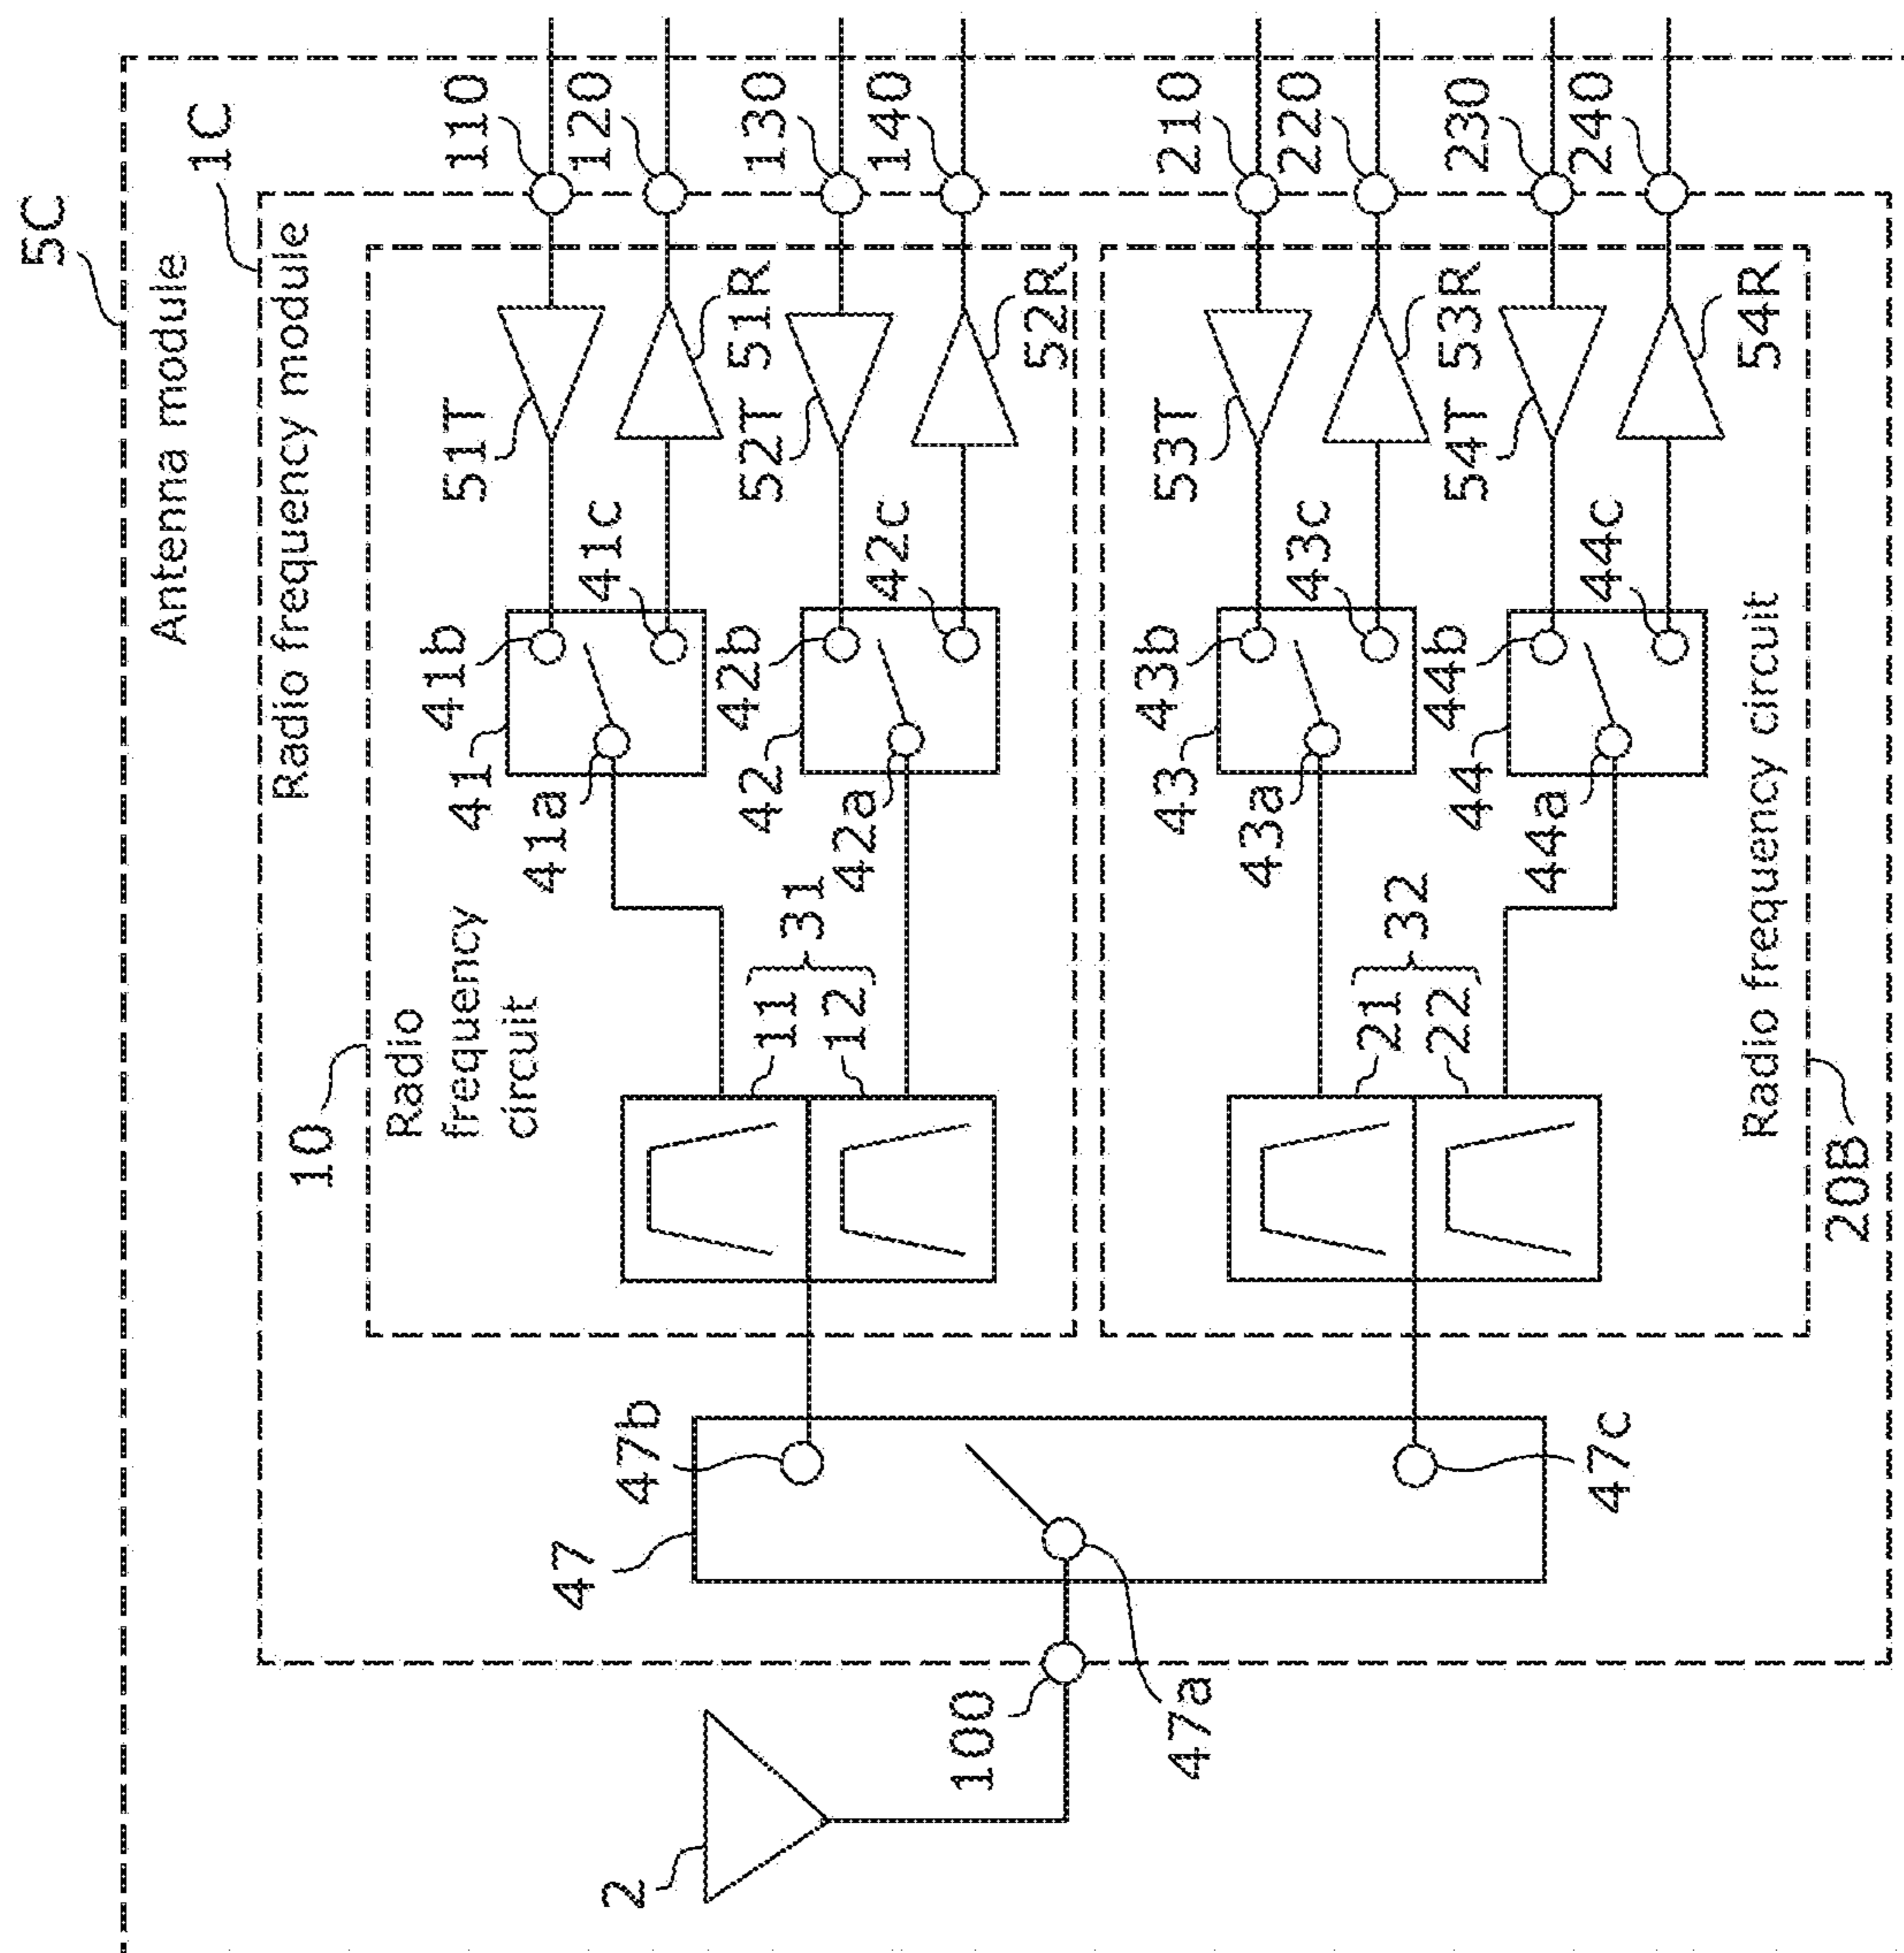 5C
Antenna module
1C
Radio frequency module
10
Radio
frequency
circuit
110
120
130
140
210
220
230
240
51T
51R
52T
52R
53T
53R
54T
54R
41
41a
41b
41c
42
42a
42b
42c
43
43a
43b
43c
44
44a
44b
44c
11
12
31
21
22
32
Radio frequency circuit
20B
47
47a
47b
47c
100
2